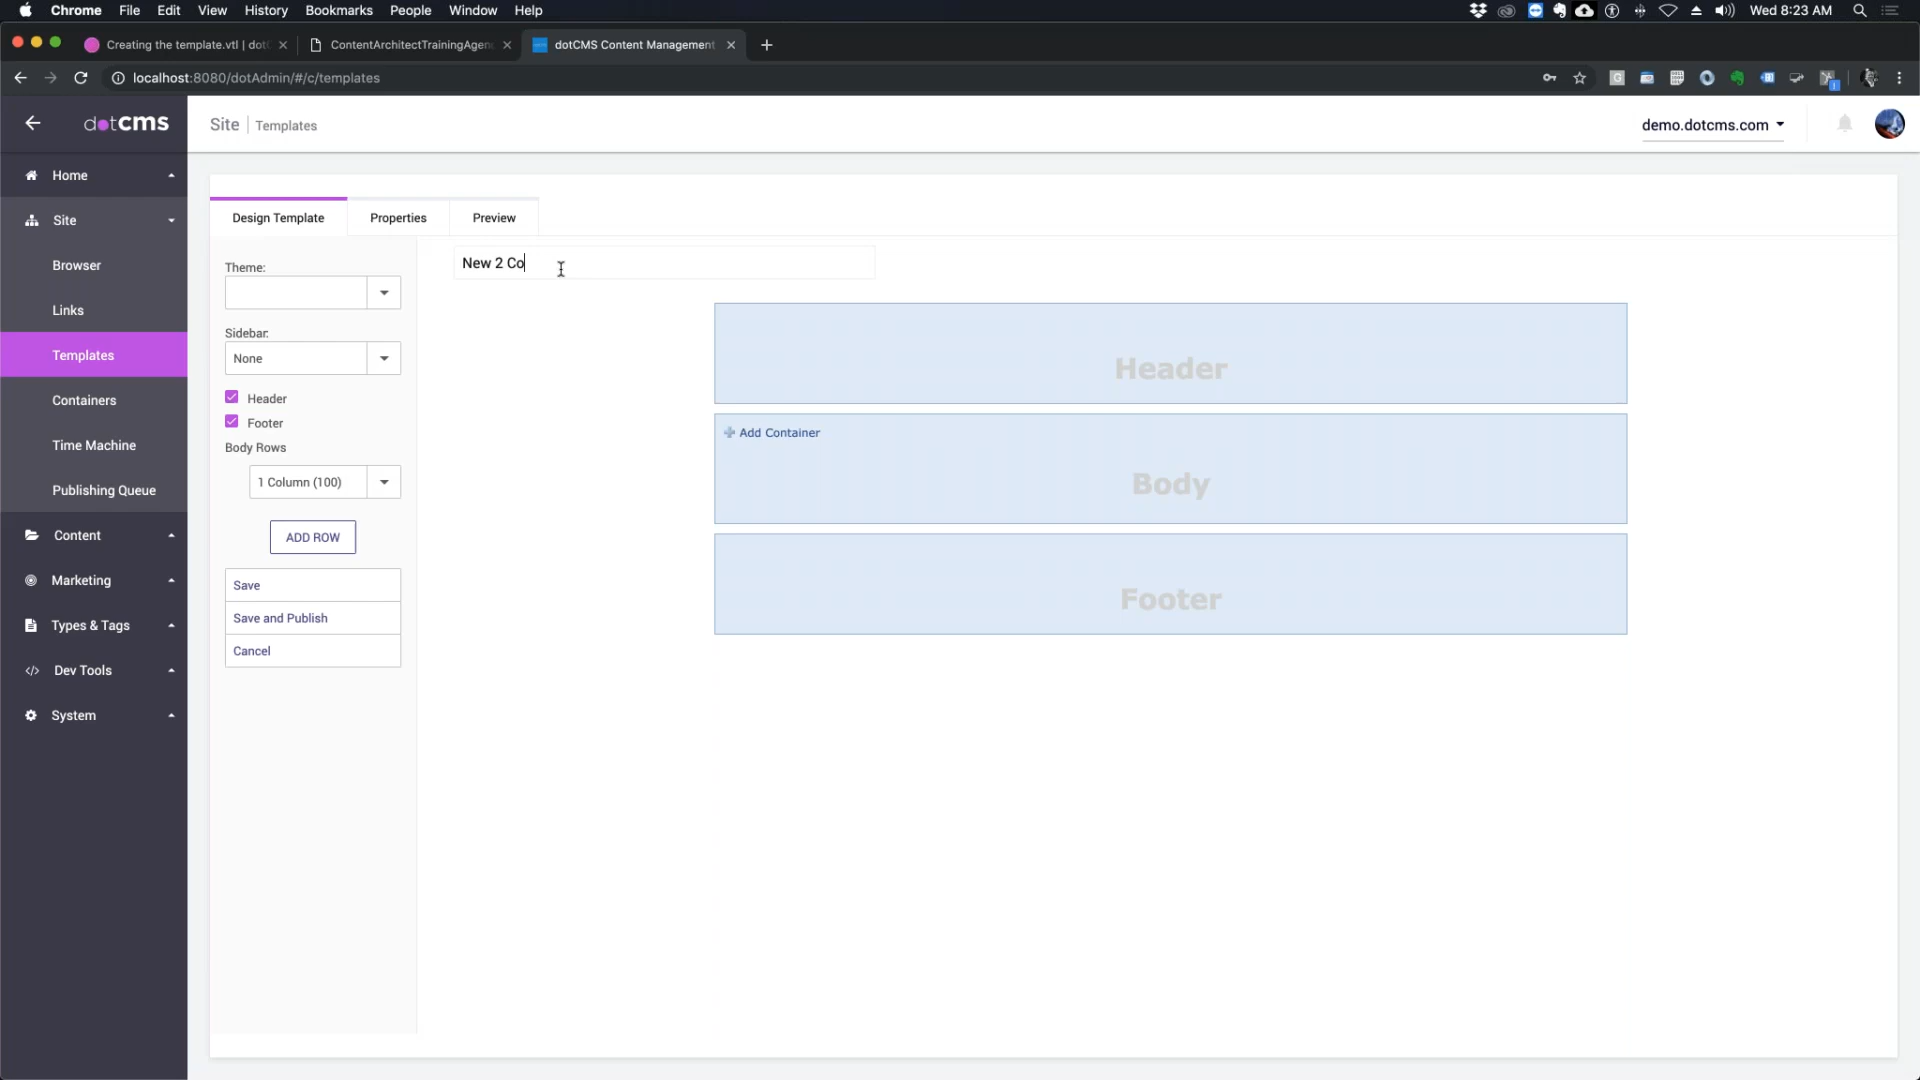 Chrome File Edit View History Bookmarks People Window Help Wed 8:23 AM
Creating the template.vtl | dot
ContentArchitectTrainingAgen
dotCMS Content Management
localhost:8080/dotAdmin/#/c/templates
dotCMS
Site | Templates
demo.dotcms.com
Home
Site
Browser
Links
Templates
Containers
Time Machine
Publishing Queue
Content
Marketing
Types & Tags
Dev Tools
System
Design Template
Properties
Preview
Theme:
Sidebar:
None
Header
Footer
Body Rows
1 Column (100)
ADD ROW
Save
Save and Publish
Cancel
New 2 Co
Header
Add Container
Body
Footer